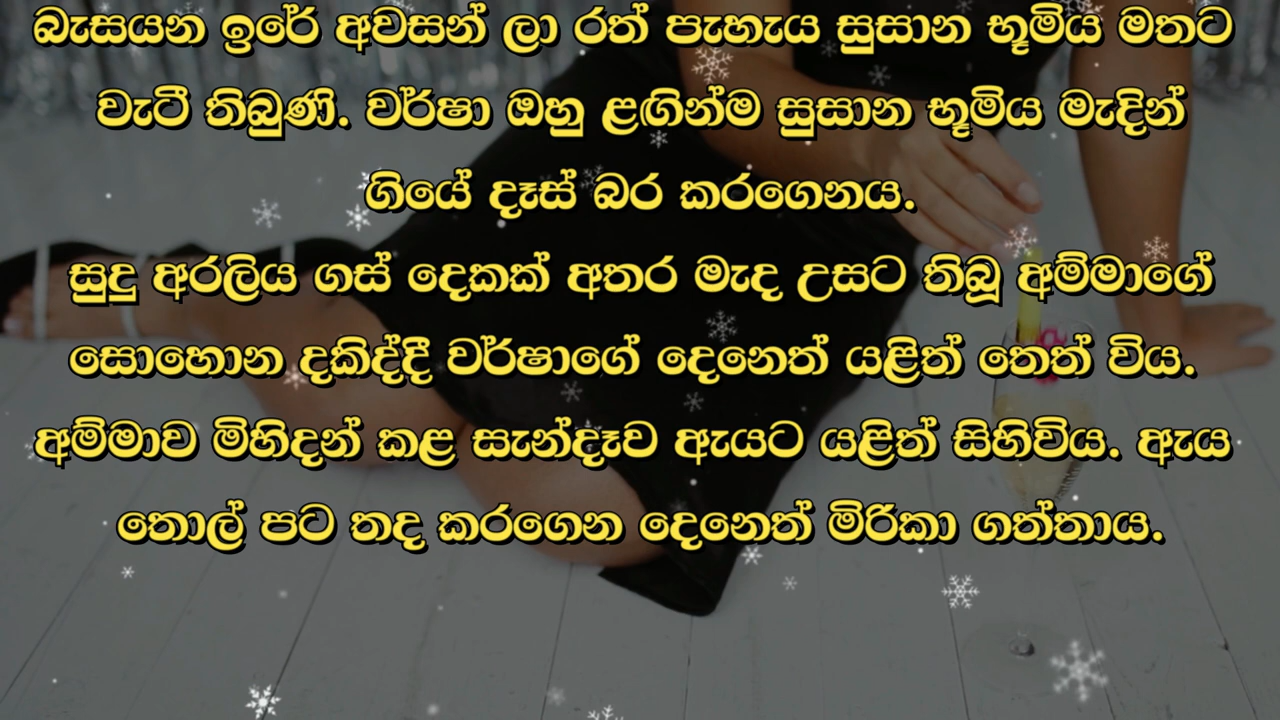 බැසයන ඉරේ අවසන් ලා රත් පැහැය සුසාන භූමිය මතට
වැටී තිබුණි. වර්ෂා ඔහු ළඟින්ම සුසාන භූමිය මැදින්
ගියේ දෑස් බර කරගෙනය.
සුදු අරලිය ගස් දෙකක් අතර මැද උසට තිබූ අම්මාගේ
සොහොන දකිද්දී වර්ෂාගේ දෙනෙත් යළිත් තෙත් විය.
අම්මාව මිහිදන් කළ සැන්දෑව ඇයට යළිත් සිහිවිය. ඇය
තොල් පට තද කරගෙන දෙනෙත් මිරිකා ගත්තාය.